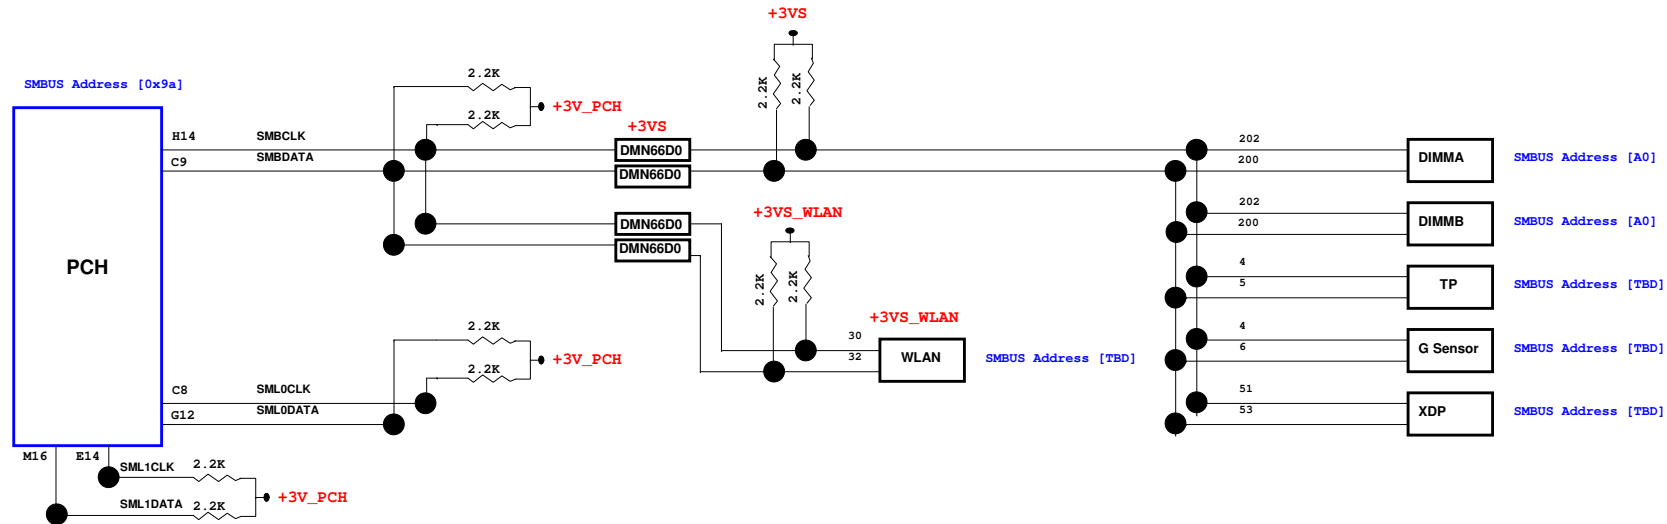 +3VS
SMBUS Address [0x9a]
2.2K
2.2K
2.2K
2.2K
+3V_PCH
+3VS
H14
SMBCLK
DMN66D0
202
C9
SMBDATA
DMN66D0
200
DIMMA
SMBUS Address [A0]
DMN66D0
DMN66D0
+3VS_WLAN
202
200
DIMMB
SMBUS Address [A0]
PCH
2.2K
2.2K
4
5
TP
SMBUS Address [TBD]
2.2K
2.2K
+3V_PCH
+3VS_WLAN
30
32
WLAN
SMBUS Address [TBD]
4
6
G Sensor
SMBUS Address [TBD]
C8
SML0CLK
G12
SML0DATA
51
53
XDP
SMBUS Address [TBD]
M16
E14
SML1CLK
2.2K
SML1DATA
2.2K
+3V_PCH